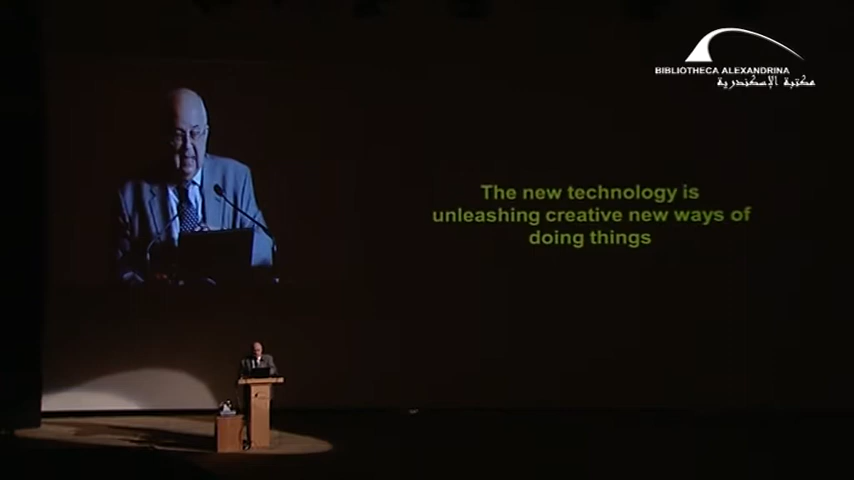 BIBLIOTHECA ALEXANDRINA
مكتبة الإسكندرية
The new technology is
unleashing creative new ways of
doing things